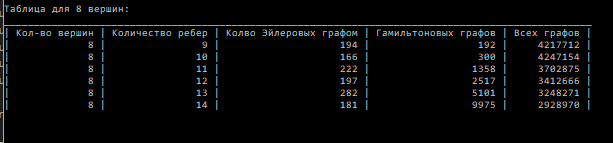 Таблица для 8 вершин:
| Кол-во вершин | Количество ребер | Колво Эйлеровых графом | Гамильтоновых графов | Всех графов |
| 8 | 9 | 194 | 192 | 4217712 |
| 8 | 10 | 166 | 300 | 4247154 |
| 8 | 11 | 222 | 1358 | 3702875 |
| 8 | 12 | 197 | 2517 | 3412666 |
| 8 | 13 | 282 | 5101 | 3248271 |
| 8 | 14 | 181 | 9975 | 2928970 |